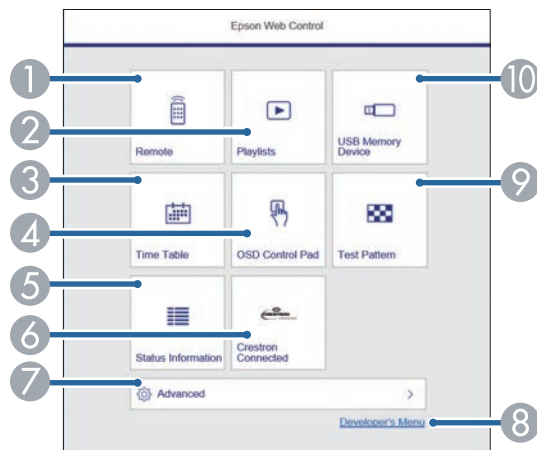 Epson Web Control
1
2
3
4
5
6
7
8
9
10
Remote
Playlists
USB Memory
Device
Time Table
OSD Control Pad
Test Pattern
Status Information
CRESTRON
Crestron
Connected
Advanced
Developer's Menu